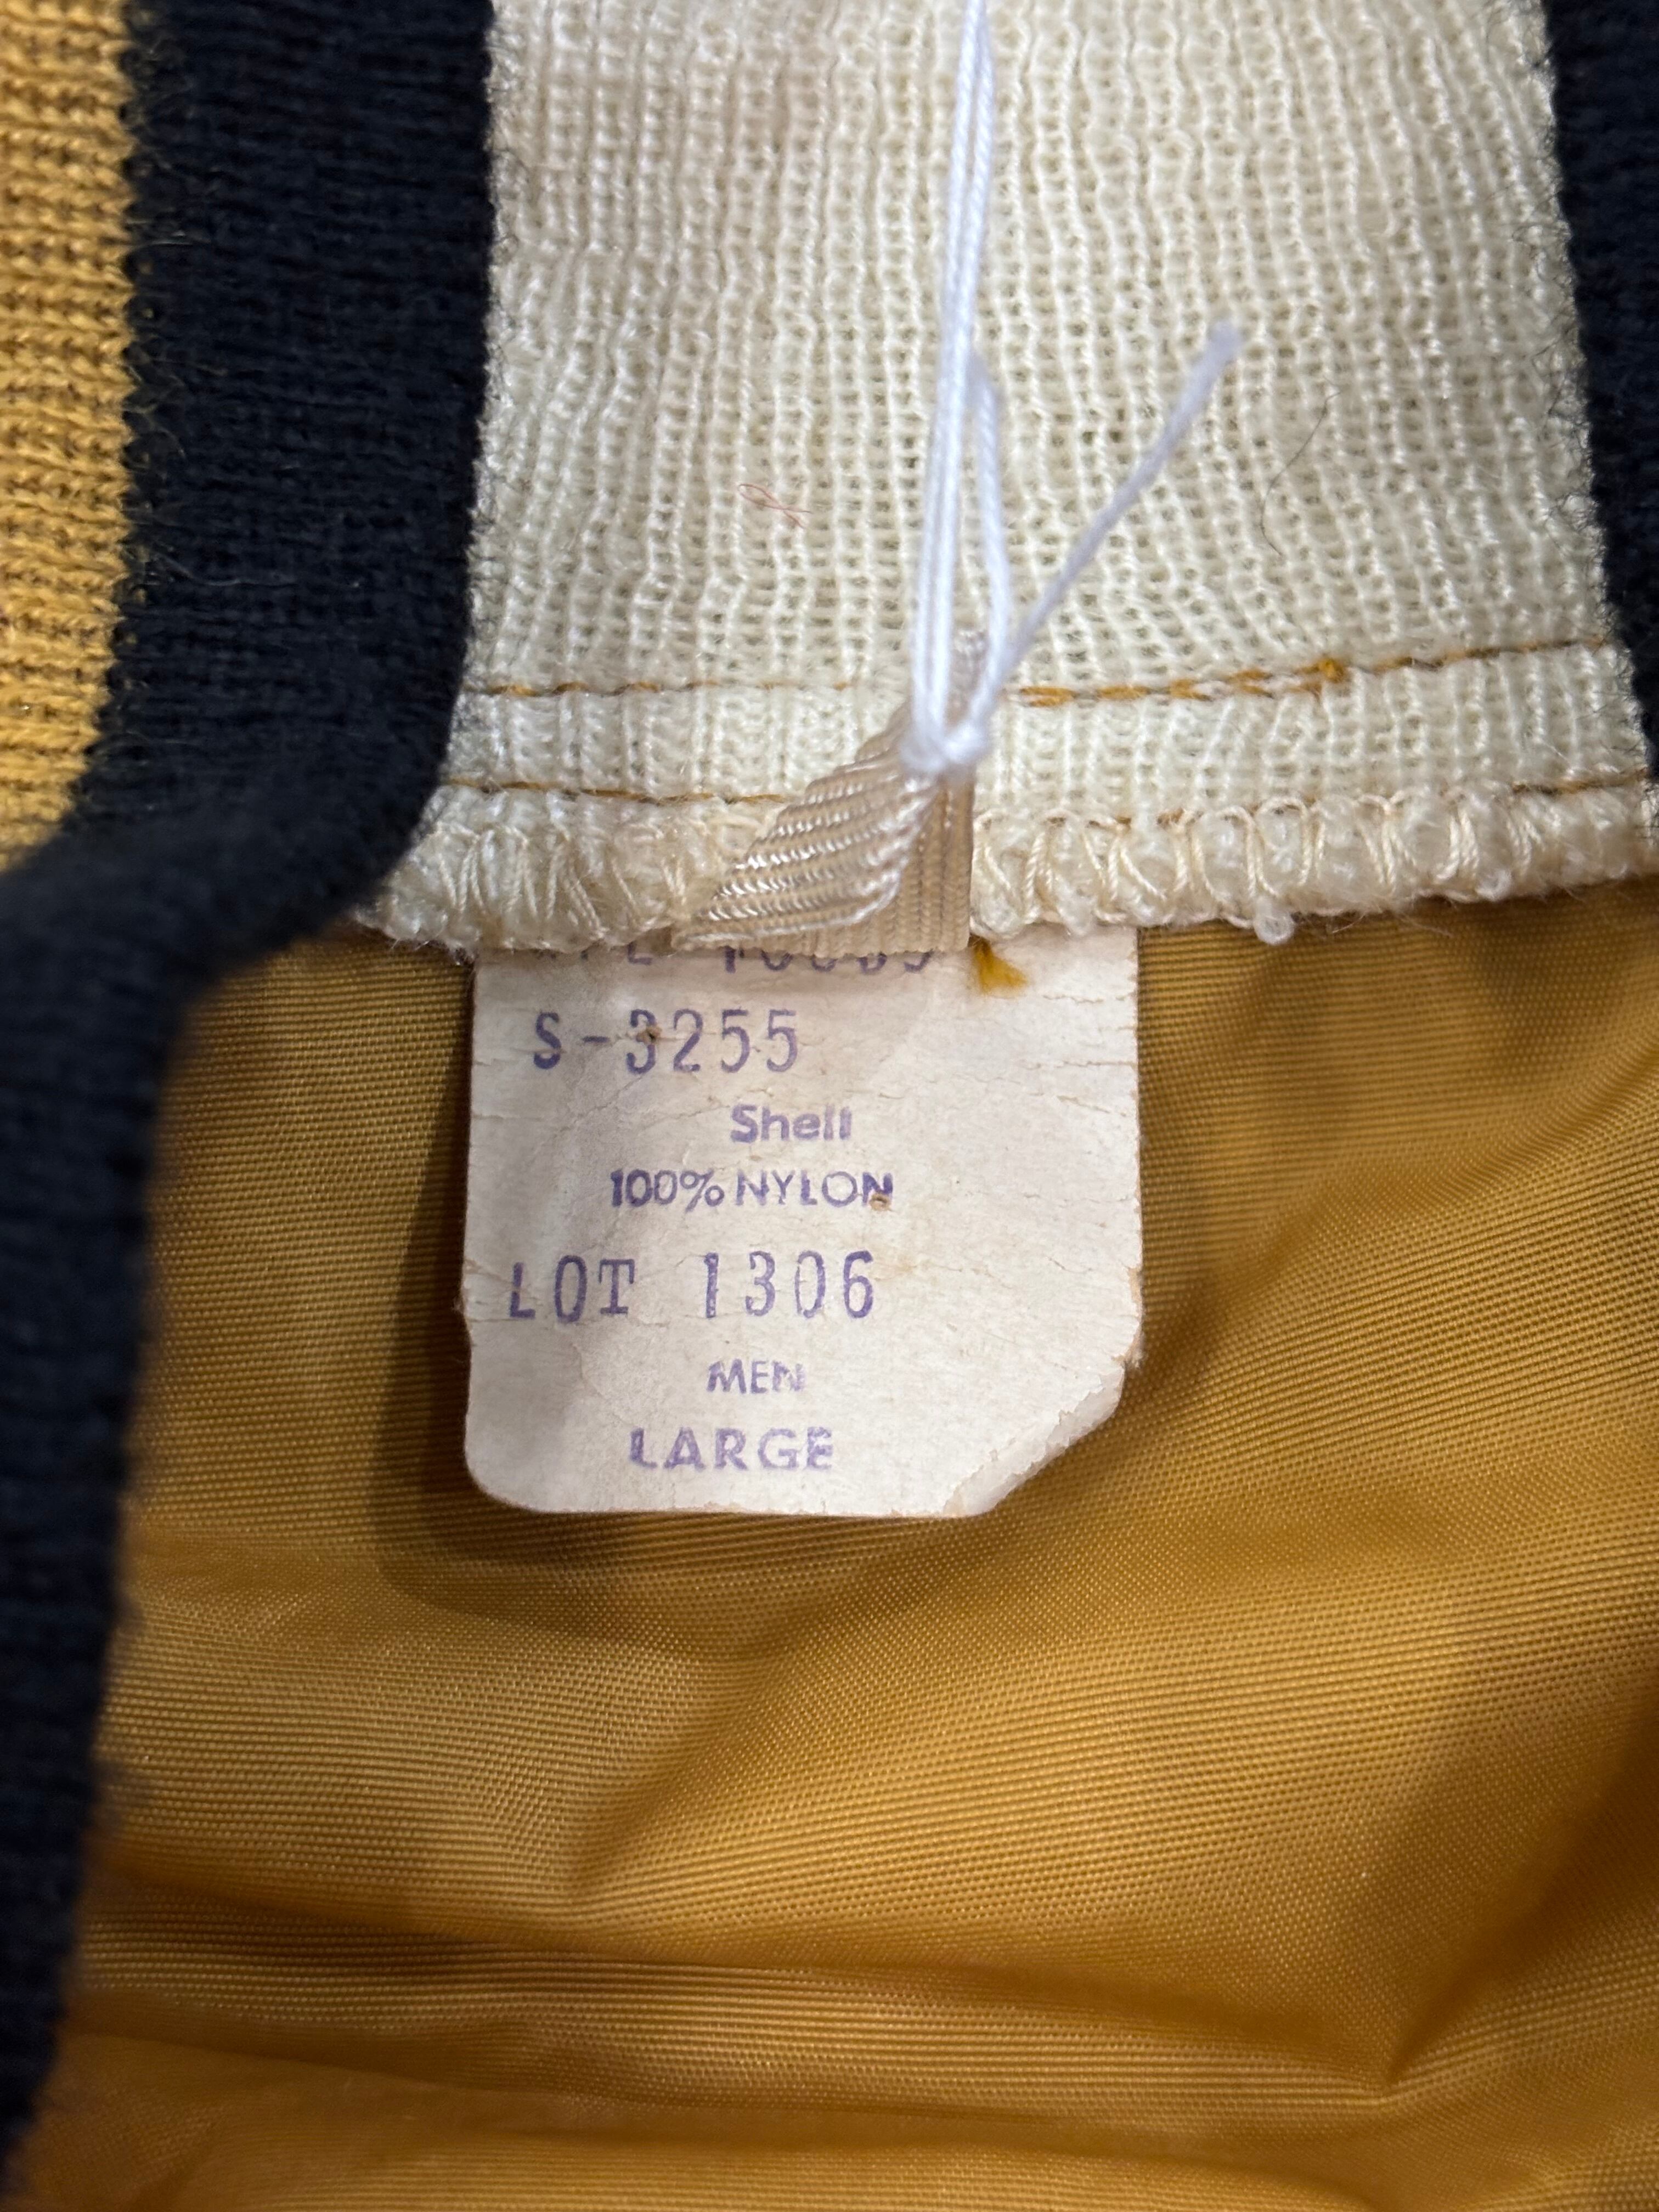 S-3255
Shell
100% NYLON
LOT 1306
MEN
LARGE